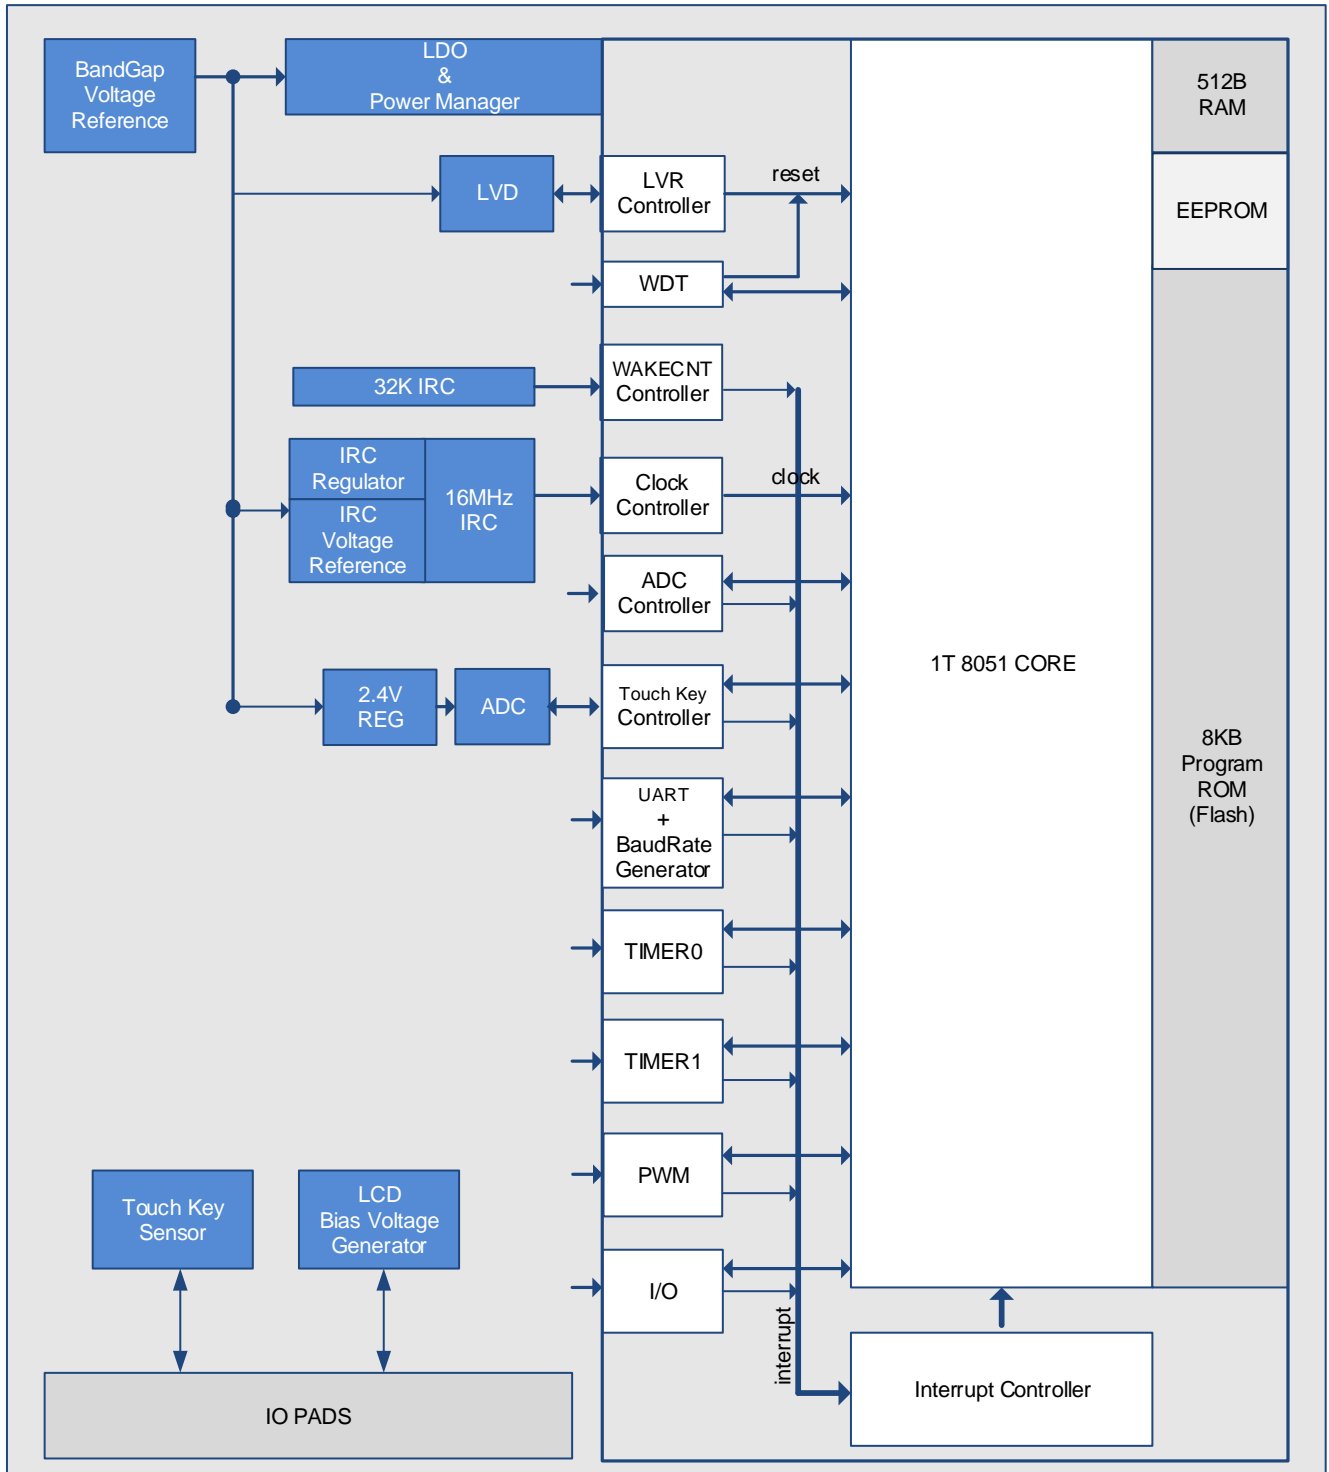 BandGap
Voltage
Reference
LDO
&
Power Manager
512B
RAM
LVD
LVR
Controller
reset
EEPROM
WDT
32K IRC
WAKECNT
Controller
IRC
Regulator
IRC
Voltage
Reference
16MHz
IRC
Clock
Controller
clock
ADC
Controller
1T 8051 CORE
2.4V
REG
ADC
Touch Key
Controller
8KB
Program
ROM
(Flash)
UART
+
BaudRate
Generator
TIMER0
TIMER1
PWM
Touch Key
Sensor
LCD
Bias Voltage
Generator
I/O
interrupt
Interrupt Controller
IO PADS